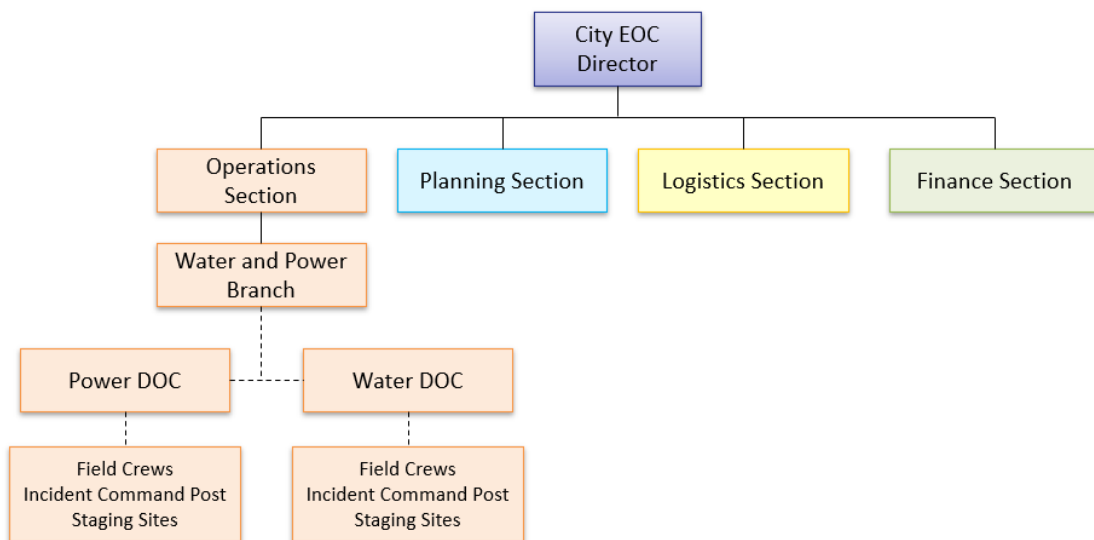 City EOC
Director
Operations
Section
Planning Section
Logistics Section
Finance Section
Water and Power
Branch
Power DOC
Water DOC
Field Crews
Incident Command Post
Staging Sites
Field Crews
Incident Command Post
Staging Sites